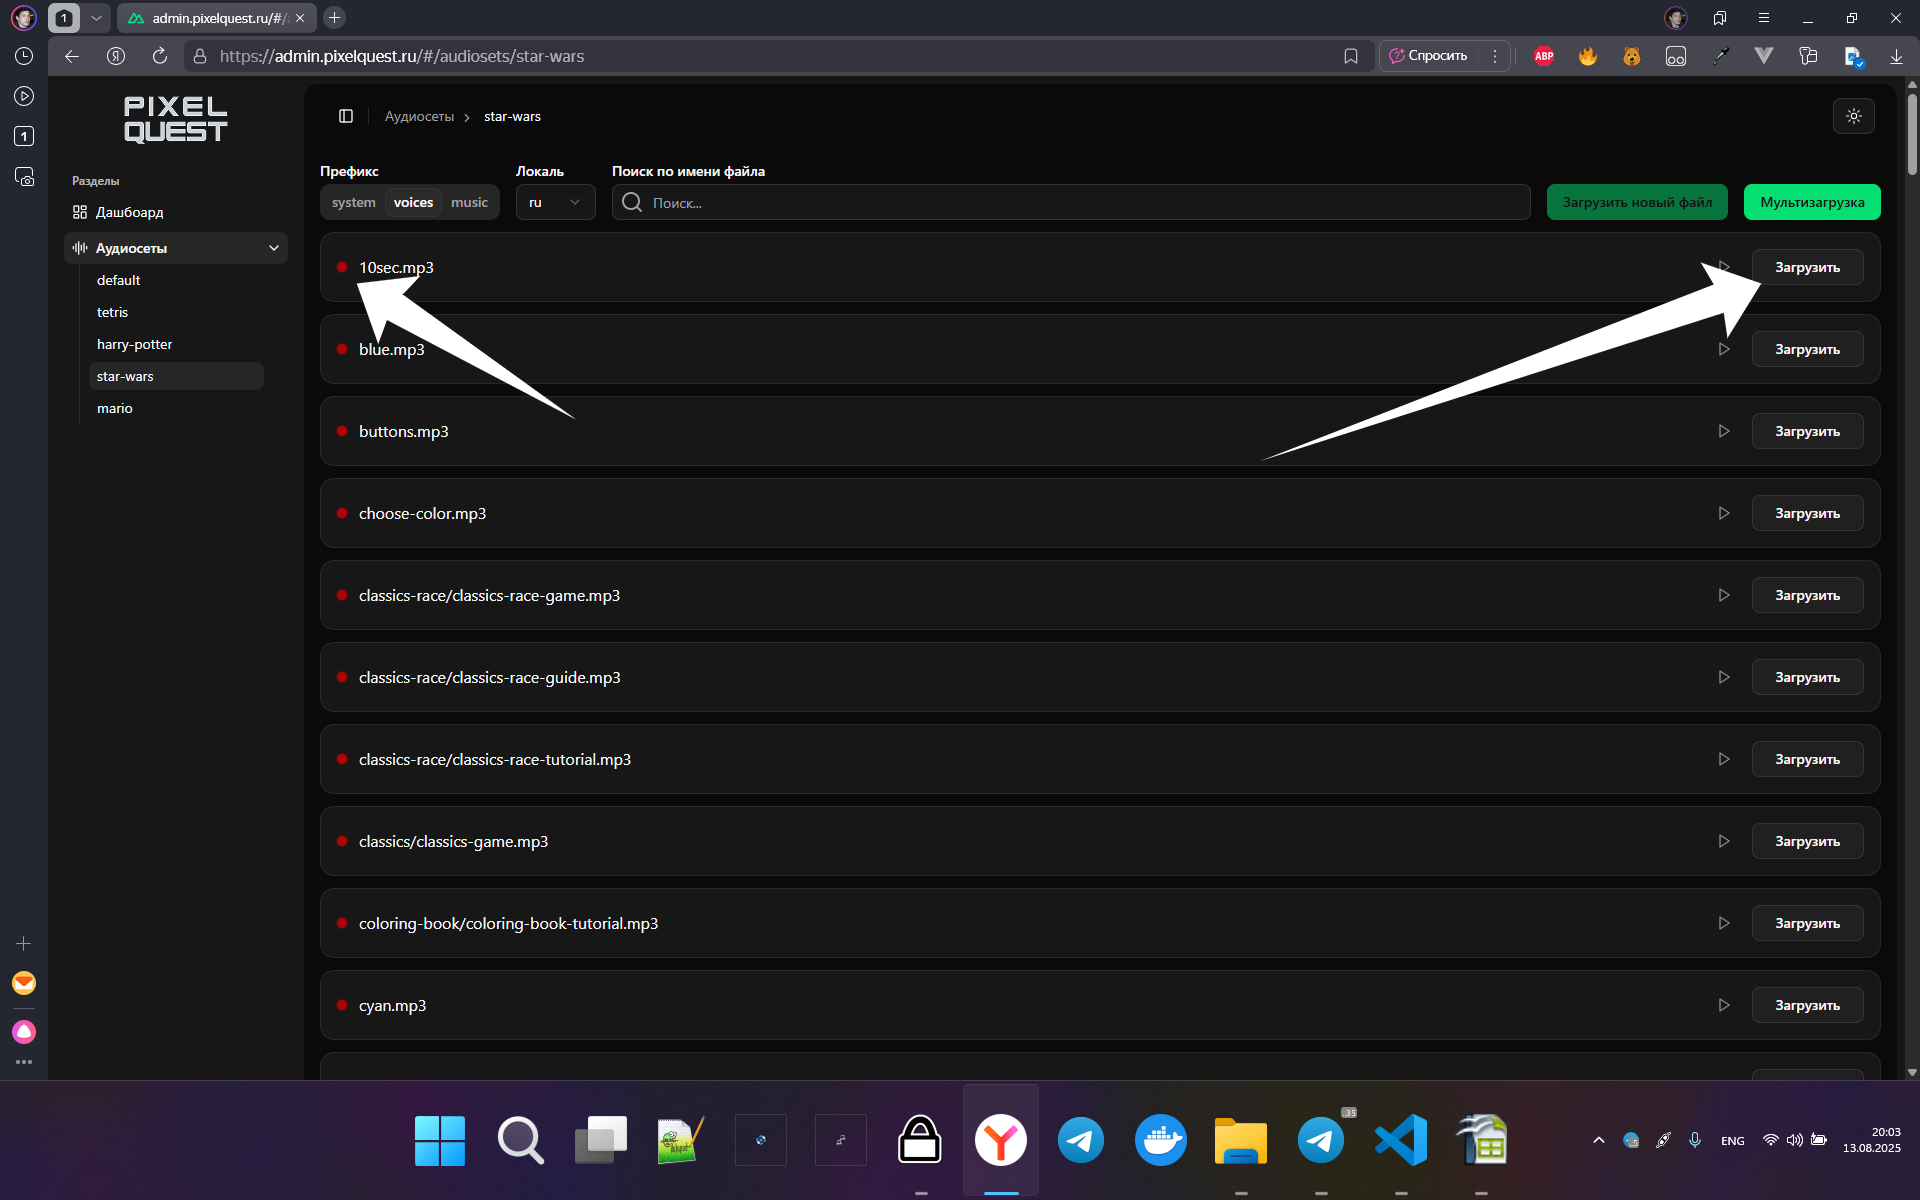 1
admin.pixelquest.ru/#/a
https://admin.pixelquest.ru/#/audiosets/star-wars
Спросить
ABP
1
PIXEL
QUEST
Аудиосеты
star-wars
Разделы
Дашбоард
Аудиосеты
default
tetris
harry-potter
star-wars
mario
Префикс
Локаль
Поиск по имени файла
system
voices
music
ru
Поиск...
Загрузить новый файл
Мультизагрузка
10sec.mp3
Загрузить
blue.mp3
Загрузить
buttons.mp3
Загрузить
choose-color.mp3
Загрузить
classics-race/classics-race-game.mp3
Загрузить
classics-race/classics-race-guide.mp3
Загрузить
classics-race/classics-race-tutorial.mp3
Загрузить
classics/classics-game.mp3
Загрузить
coloring-book/coloring-book-tutorial.mp3
Загрузить
cyan.mp3
Загрузить
35
ENG
20:03
13.08.2025